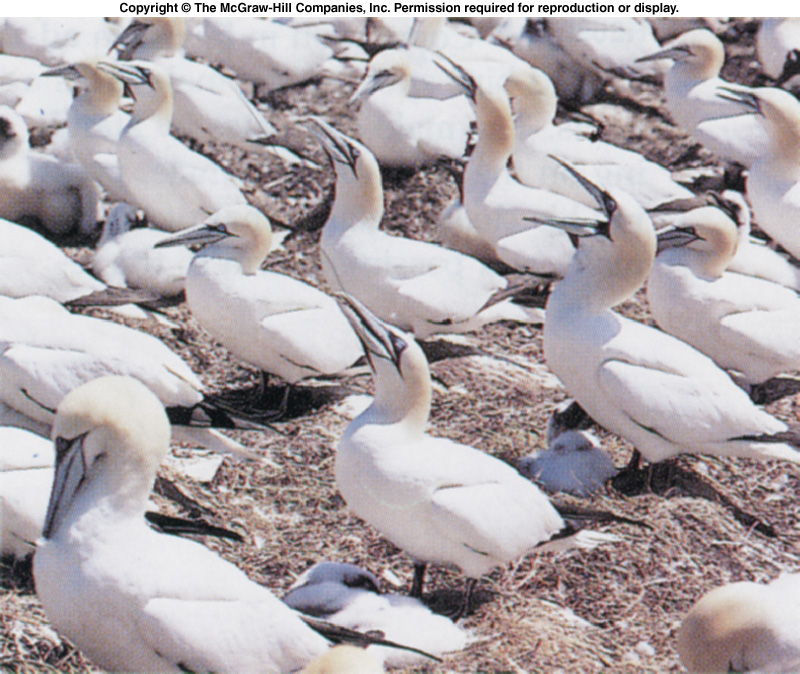 Copyright © The McGraw-Hill Companies, Inc. Permission required for reproduction or display.